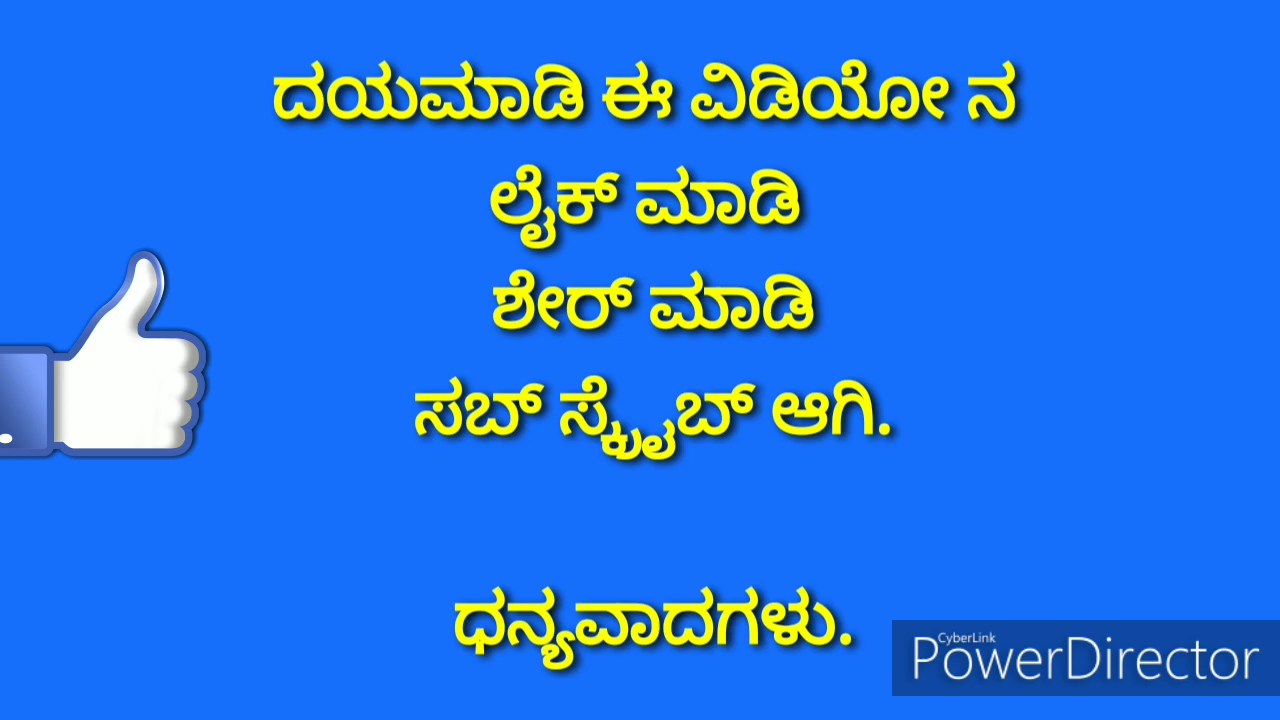 ದಯಮಾಡಿ ಈ ವಿಡಿಯೋ ನ
ಲೈಕ್ ಮಾಡಿ
ಶೇರ್ ಮಾಡಿ
ಸಬ್ ಸ್ಕ್ರೈಬ್ ಆಗಿ.
ಧನ್ಯವಾದಗಳು.
CyberLink
PowerDirector